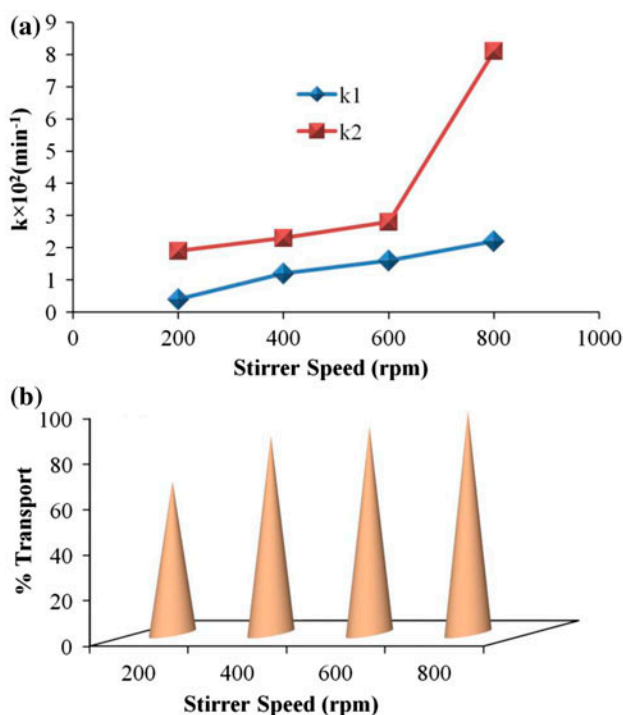 (a)
9
8
7
6
5
4
3
2
1
0
k×10²(min⁻¹)
k1
k2
0 200 400 600 800 1000
Stirrer Speed (rpm)
(b)
100
80
60
40
20
0
% Transport
200 400 600 800
Stirrer Speed (rpm)